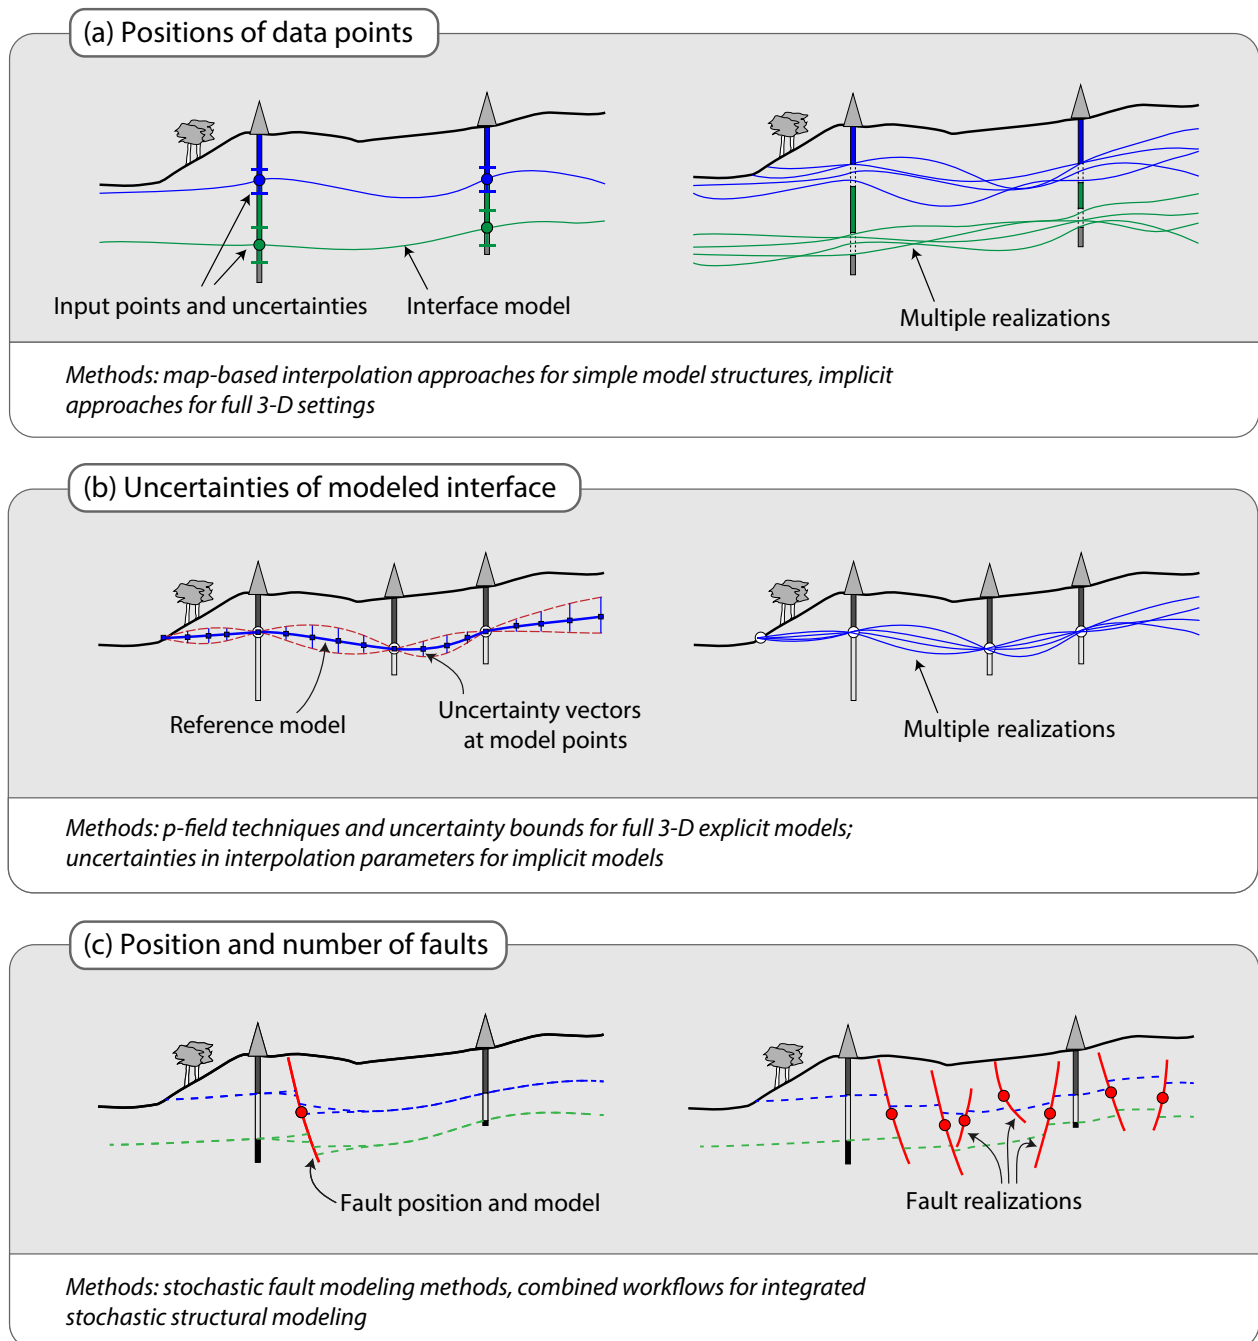 (a) Positions of data points
Input points and uncertainties
Interface model
Multiple realizations
Methods: map-based interpolation approaches for simple model structures, implicit
approaches for full 3-D settings
(b) Uncertainties of modeled interface
Reference model
Uncertainty vectors
at model points
Multiple realizations
Methods: p-field techniques and uncertainty bounds for full 3-D explicit models;
uncertainties in interpolation parameters for implicit models
(c) Position and number of faults
Fault position and model
Fault realizations
Methods: stochastic fault modeling methods, combined workflows for integrated
stochastic structural modeling